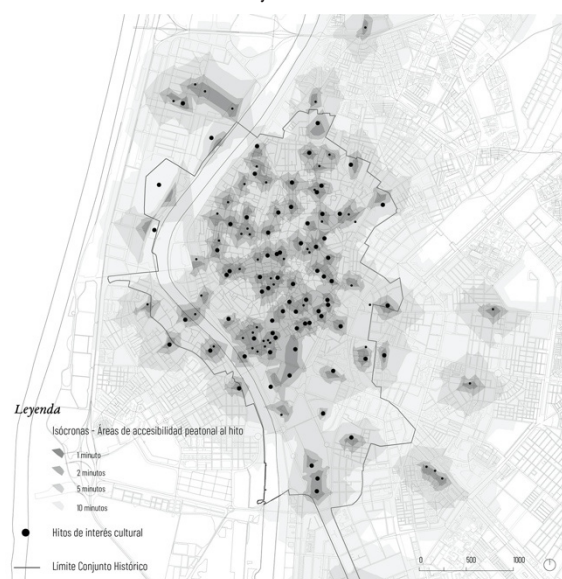 Leyenda
Isócronas - Áreas de accesibilidad peatonal al hito
1 minuto
2 minutos
5 minutos
10 minutos
Hitos de interés cultural
Limite Conjunto Histórico
0 500 1000